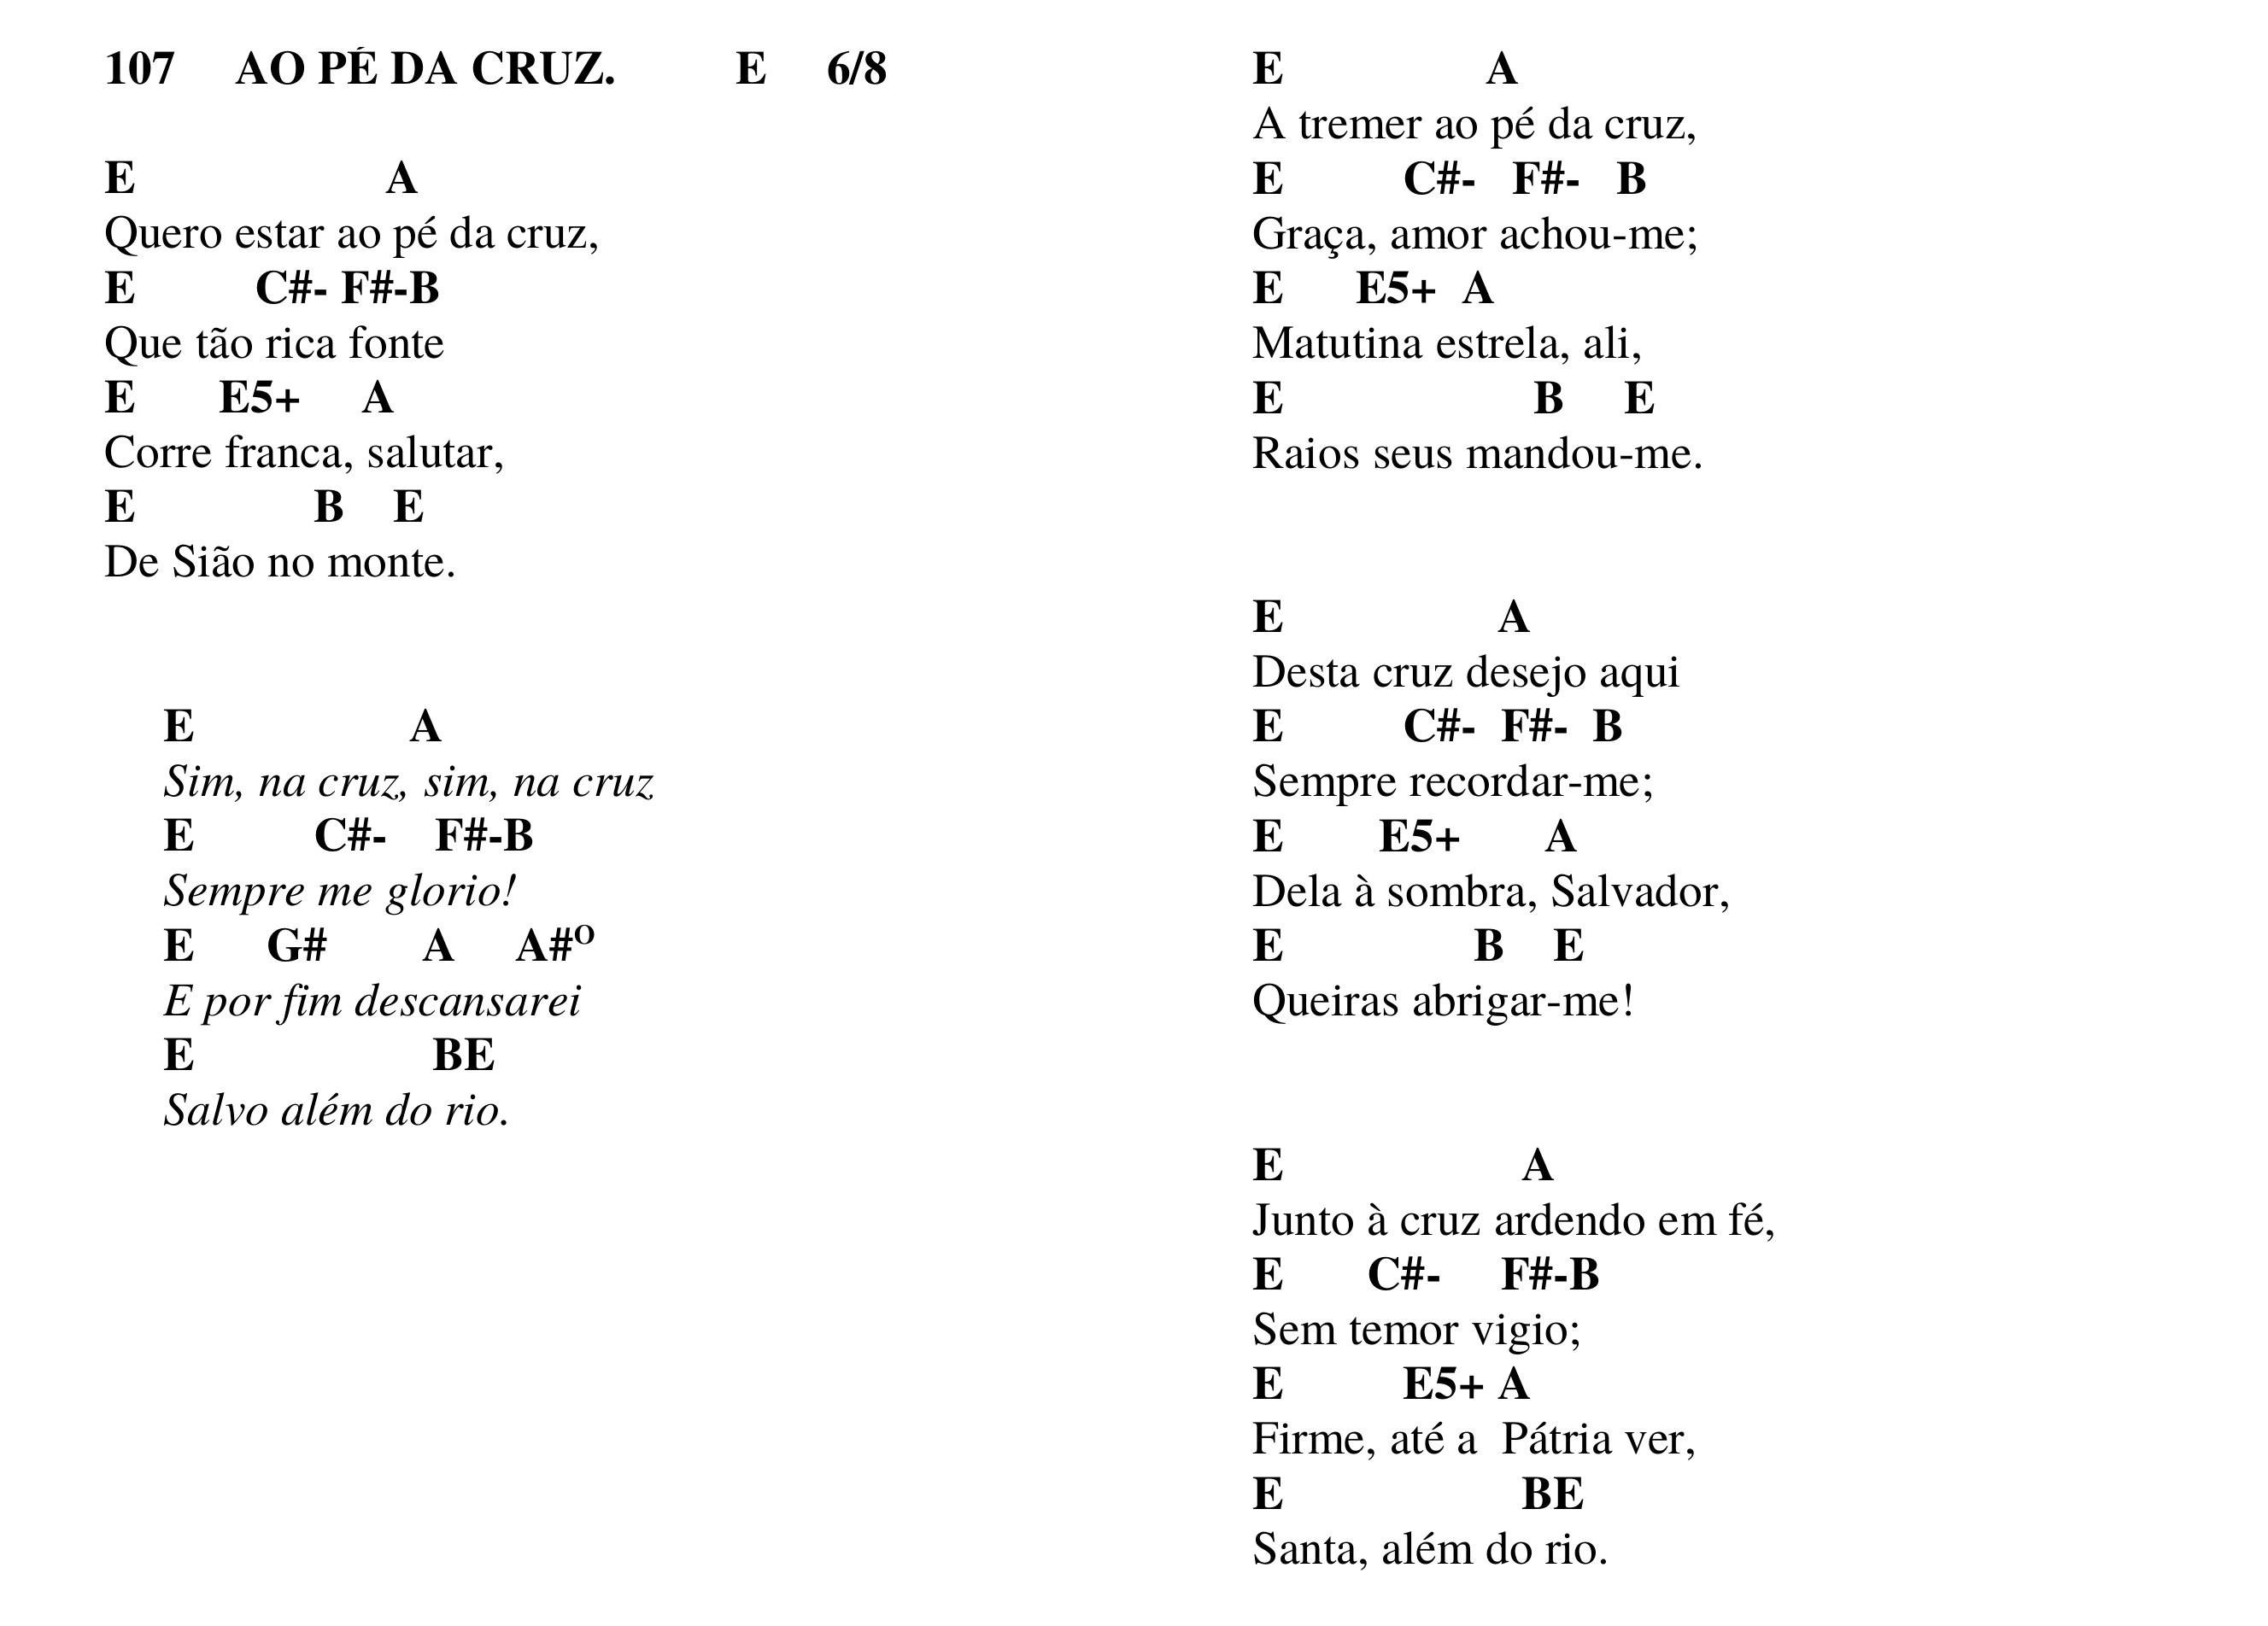 107 AO PÉ DA CRUZ. E 6/8
E A
Quero estar ao pé da cruz,
E C#- F#-B
Que tão rica fonte
E E5+ A
Corre franca, salutar,
E B E
De Sião no monte.
E A
Sim, na cruz, sim, na cruz
E C#- F#-B
Sempre me glorio!
E G# A A#º
E por fim descansarei
E BE
Salvo além do rio.
E A
A tremer ao pé da cruz,
E C#- F#- B
Graça, amor achou-me;
E E5+ A
Matutina estrela, ali,
E B E
Raios seus mandou-me.
E A
Desta cruz desejo aqui
E C#- F#- B
Sempre recordar-me;
E E5+ A
Dela à sombra, Salvador,
E B E
Queiras abrigar-me!
E A
Junto à cruz ardendo em fé,
E C#- F#-B
Sem temor vigio;
E E5+ A
Firme, até a Pátria ver,
E BE
Santa, além do rio.